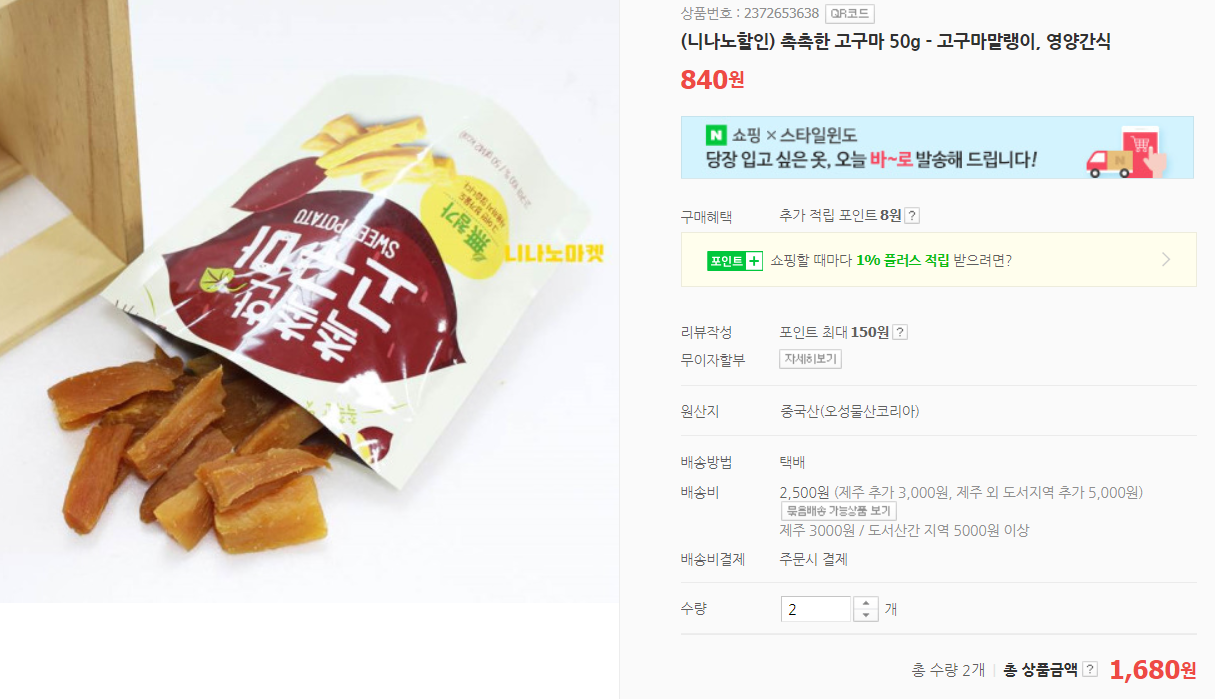 상품번호 : 2372653638 QR코드
(니나노할인) 촉촉한 고구마 50g - 고구마말랭이, 영양간식
840원
N 쇼핑 × 스타일윈도
당장 입고 싶은 옷, 오늘 바~로 발송해 드립니다!
구매혜택 추가 적립 포인트 8원 ?
포인트 + 쇼핑할 때마다 1% 플러스 적립 받으려면?
리뷰작성 포인트 최대 150원 ?
무이자할부 자세히보기
원산지 중국산(오성물산코리아)
배송방법 택배
배송비 2,500원 (제주 추가 3,000원, 제주 외 도서지역 추가 5,000원)
묶음배송 가능상품 보기
제주 3000원 / 도서산간 지역 5000원 이상
배송비결제 주문시 결제
수량 2 개
총 수량 2개 총 상품금액 ? 1,680원
니나노마켓
無첨가
SWEET POTATO
촉촉한
고구마